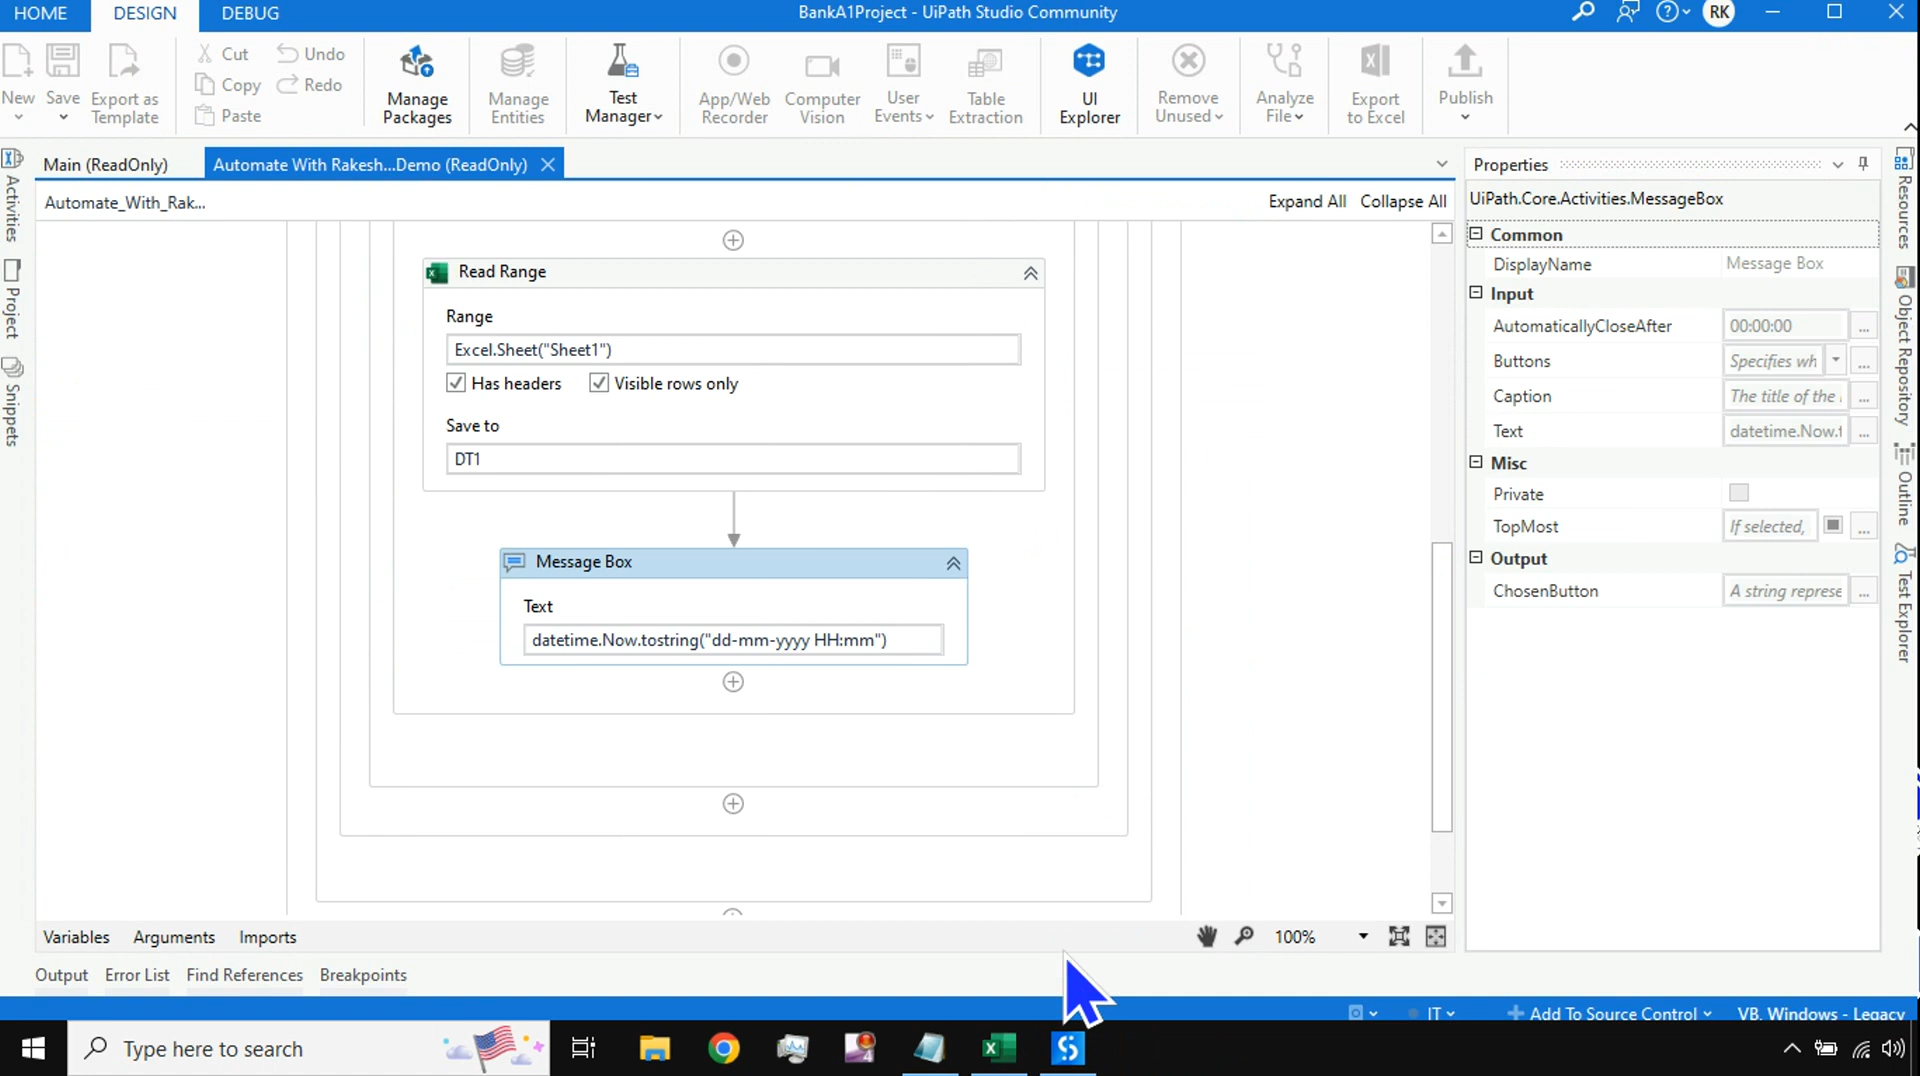 HOME DESIGN DEBUG
BankA1Project - UiPath Studio Community
RK
New
Save
Export as
Template
Cut
Copy
Paste
Undo
Redo
Manage
Packages
Manage
Entities
Test
Manager
App/Web
Recorder
Computer
Vision
User
Events
Table
Extraction
UI
Explorer
Remove
Unused
Analyze
File
Export
to Excel
Publish
Activities
Project
Snippets
Main (ReadOnly)
Automate With Rakesh...Demo (ReadOnly)
Automate_With_Rak...
Expand All Collapse All
Read Range
Range
Excel.Sheet("Sheet1")
Has headers Visible rows only
Save to
DT1
Message Box
Text
datetime.Now.tostring("dd-mm-yyyy HH:mm")
Properties
UiPath.Core.Activities.MessageBox
Common
DisplayName Message Box
Input
AutomaticallyCloseAfter 00:00:00 ...
Buttons Specifies wh ...
Caption The title of the ...
Text datetime.Now.t ...
Misc
Private
TopMost If selected, ...
Output
ChosenButton A string represe ...
Resources
Object Repository
Outline
Test Explorer
Variables Arguments Imports
100%
Output Error List Find References Breakpoints
IT
Add To Source Control
VB, Windows - Legacy
Type here to search
4